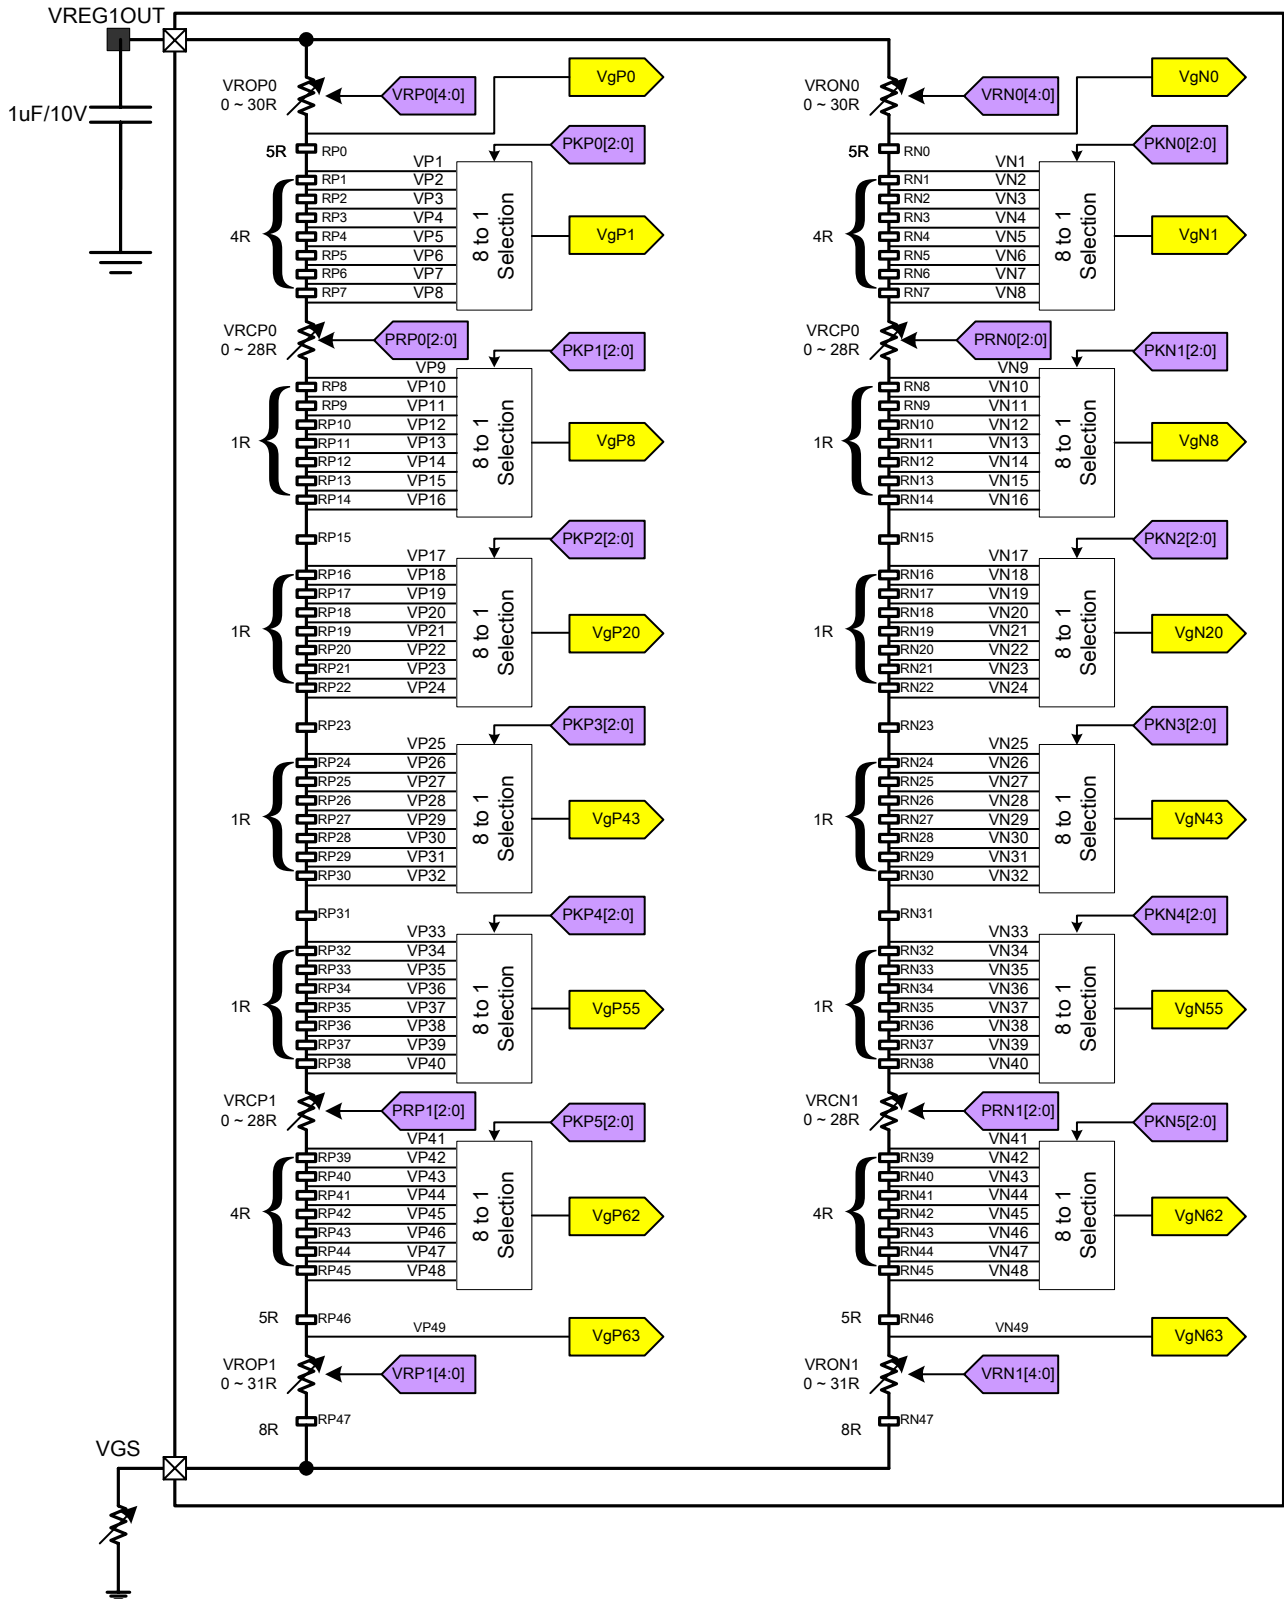 VREG1OUT
1uF/10V
VROP0
0 ~ 30R
VRP0[4:0]
VgP0
5R
RP0
PKP0[2:0]
VP1
RP1
VP2
RP2
VP3
RP3
VP4
4R
RP4
VP5
RP5
VP6
RP6
VP7
RP7
VP8
8 to 1
Selection
VgP1
VRCP0
0 ~ 28R
PRP0[2:0]
PKP1[2:0]
VP9
RP8
VP10
RP9
VP11
RP10
VP12
1R
RP11
VP13
RP12
VP14
RP13
VP15
RP14
VP16
8 to 1
Selection
VgP8
RP15
PKP2[2:0]
VP17
RP16
VP18
RP17
VP19
RP18
VP20
1R
RP19
VP21
RP20
VP22
RP21
VP23
RP22
VP24
8 to 1
Selection
VgP20
RP23
PKP3[2:0]
VP25
RP24
VP26
RP25
VP27
RP26
VP28
1R
RP27
VP29
RP28
VP30
RP29
VP31
RP30
VP32
8 to 1
Selection
VgP43
RP31
PKP4[2:0]
VP33
RP32
VP34
RP33
VP35
RP34
VP36
1R
RP35
VP37
RP36
VP38
RP37
VP39
RP38
VP40
8 to 1
Selection
VgP55
VRCP1
0 ~ 28R
PRP1[2:0]
PKP5[2:0]
VP41
RP39
VP42
RP40
VP43
RP41
VP44
4R
RP42
VP45
RP43
VP46
RP44
VP47
RP45
VP48
8 to 1
Selection
VgP62
5R
RP46
VP49
VgP63
VROP1
0 ~ 31R
VRP1[4:0]
8R
RP47
VRON0
0 ~ 30R
VRN0[4:0]
VgN0
5R
RN0
PKN0[2:0]
VN1
RN1
VN2
RN2
VN3
RN3
VN4
4R
RN4
VN5
RN5
VN6
RN6
VN7
RN7
VN8
8 to 1
Selection
VgN1
VRCP0
0 ~ 28R
PRN0[2:0]
PKN1[2:0]
VN9
RN8
VN10
RN9
VN11
RN10
VN12
1R
RN11
VN13
RN12
VN14
RN13
VN15
RN14
VN16
8 to 1
Selection
VgN8
RN15
PKN2[2:0]
VN17
RN16
VN18
RN17
VN19
RN18
VN20
1R
RN19
VN21
RN20
VN22
RN21
VN23
RN22
VN24
8 to 1
Selection
VgN20
RN23
PKN3[2:0]
VN25
RN24
VN26
RN25
VN27
RN26
VN28
1R
RN27
VN29
RN28
VN30
RN29
VN31
RN30
VN32
8 to 1
Selection
VgN43
RN31
PKN4[2:0]
VN33
RN32
VN34
RN33
VN35
RN34
VN36
1R
RN35
VN37
RN36
VN38
RN37
VN39
RN38
VN40
8 to 1
Selection
VgN55
VRCN1
0 ~ 28R
PRN1[2:0]
PKN5[2:0]
VN41
RN39
VN42
RN40
VN43
RN41
VN44
4R
RN42
VN45
RN43
VN46
RN44
VN47
RN45
VN48
8 to 1
Selection
VgN62
5R
RN46
VN49
VgN63
VRON1
0 ~ 31R
VRN1[4:0]
8R
RN47
VGS